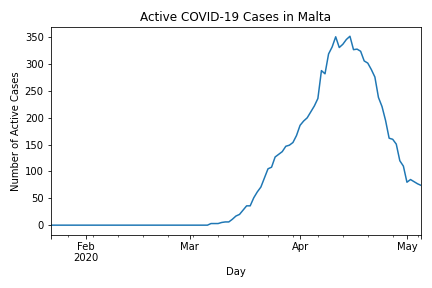 Active COVID-19 Cases in Malta
Number of Active Cases
350
300
250
200
150
100
50
0
Feb
2020
Mar
Apr
May
Day